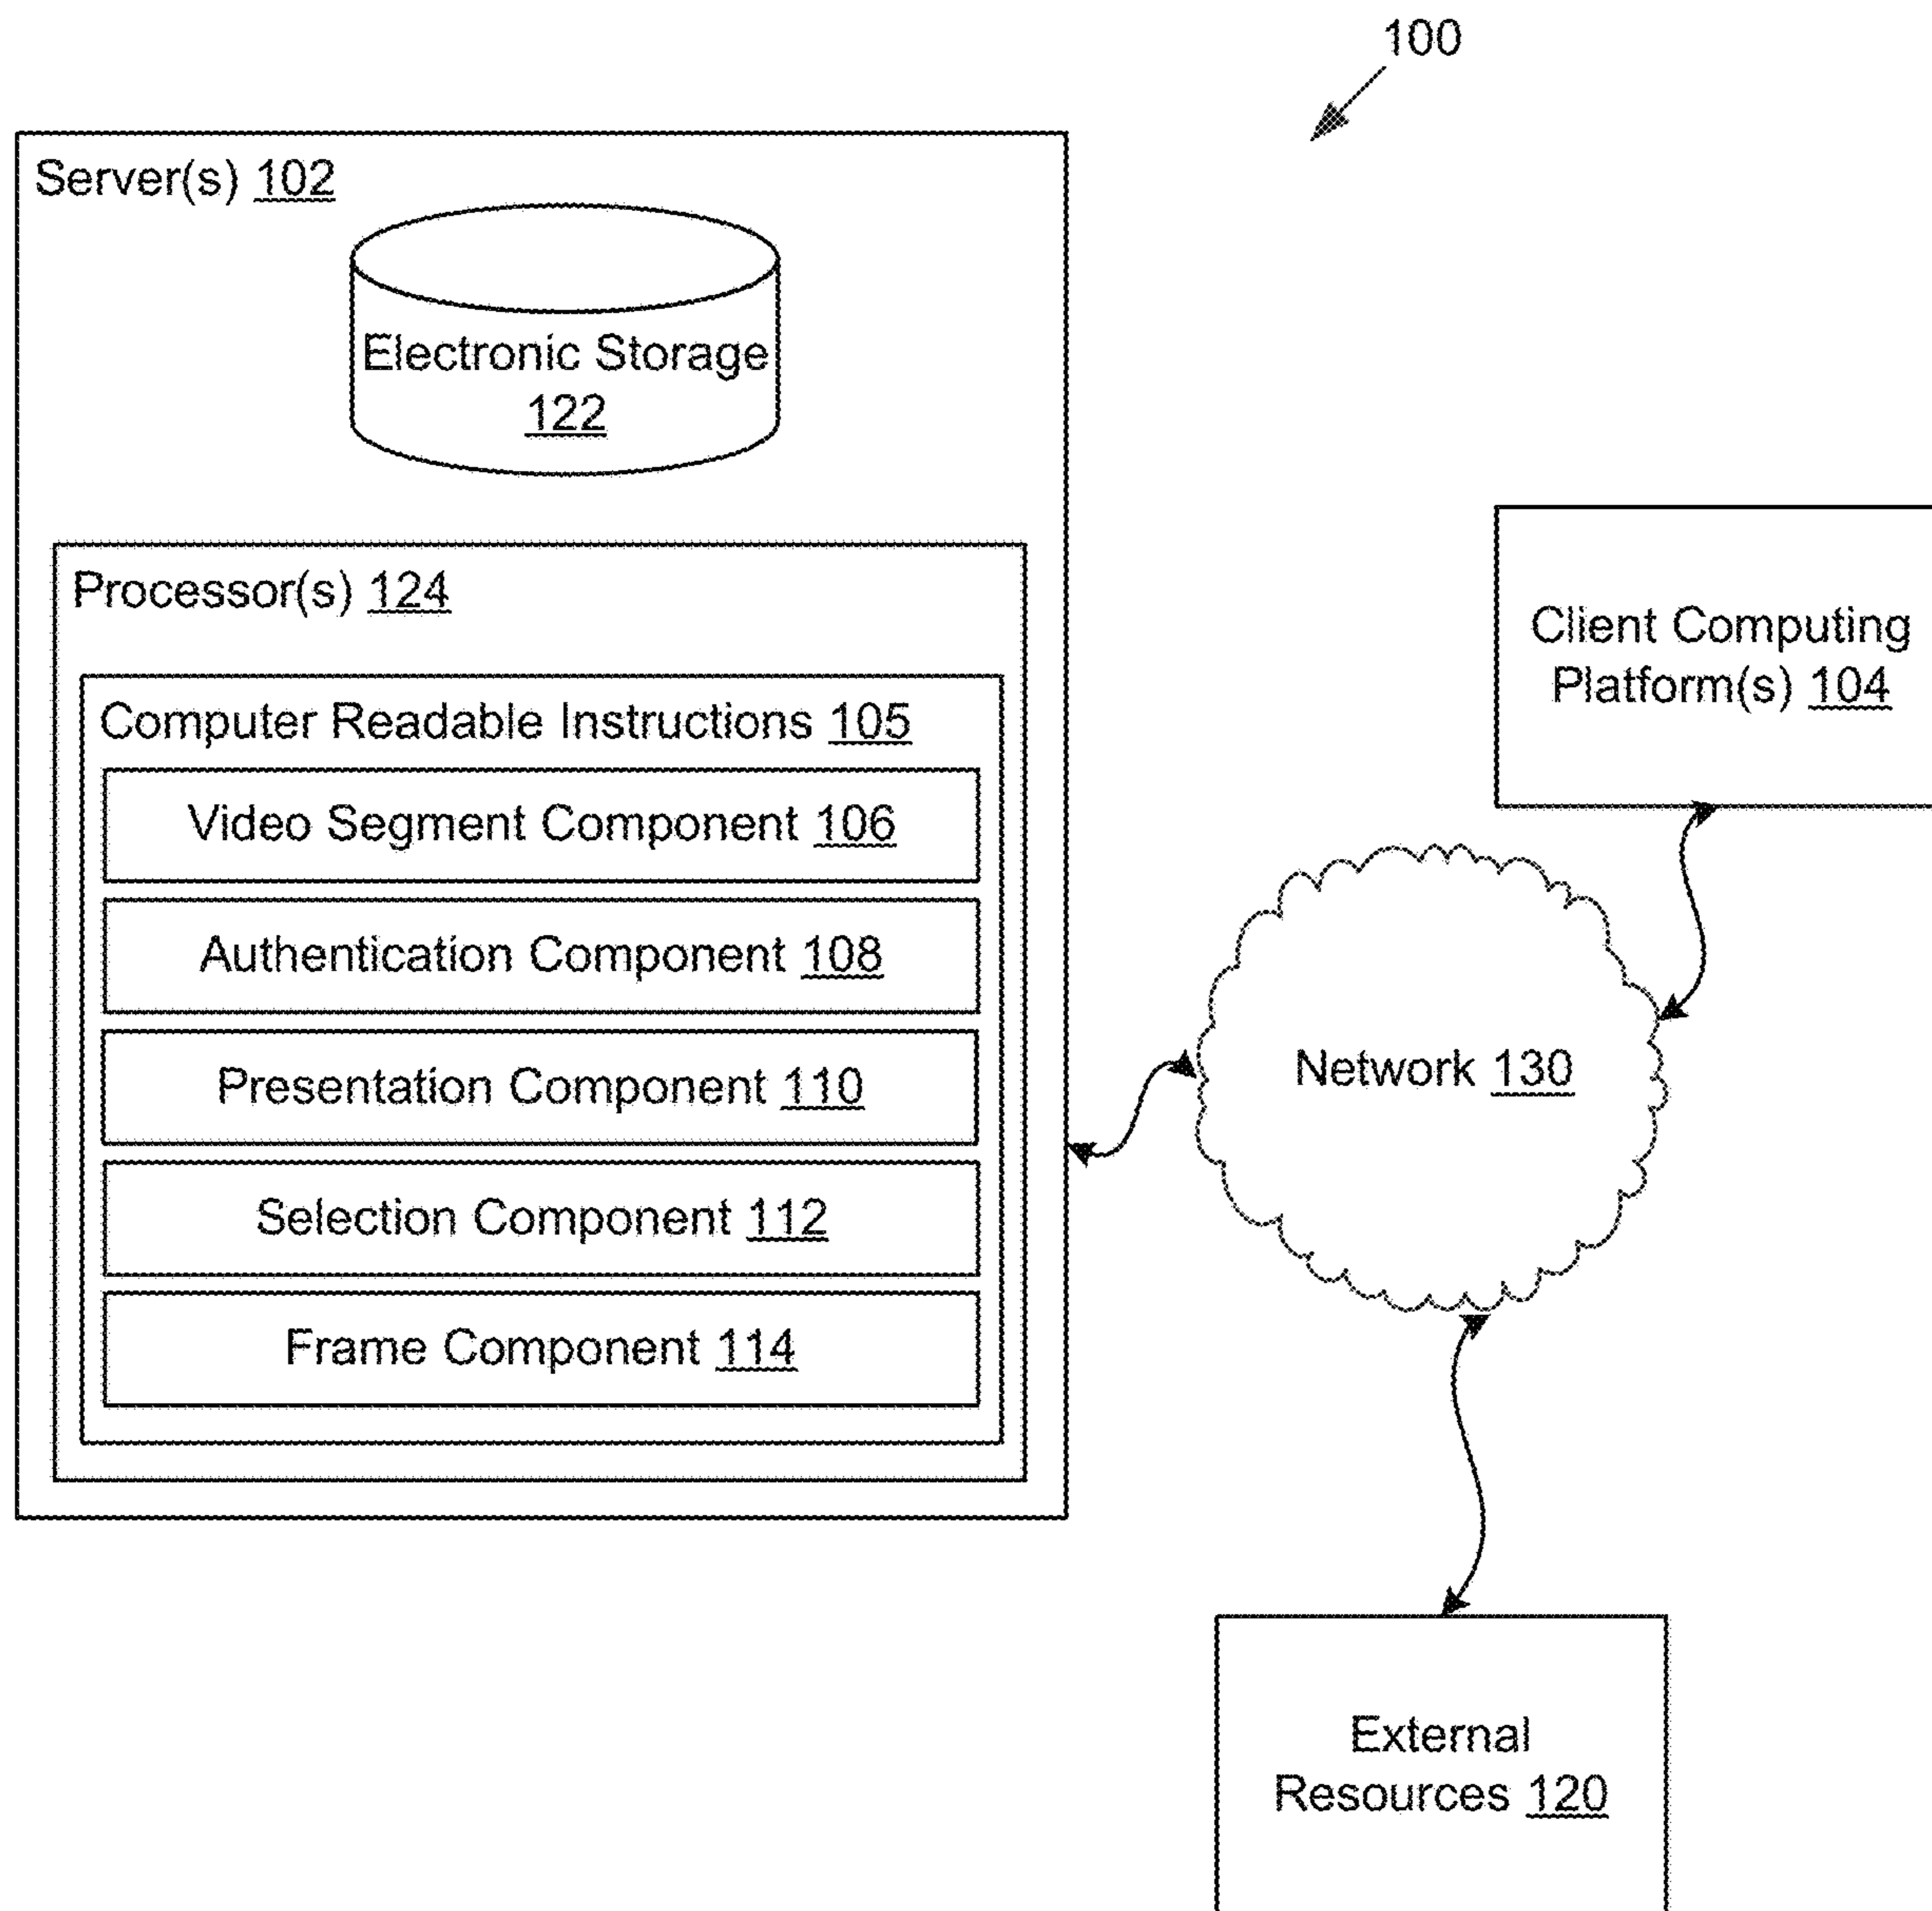 100
Server(s) 102
Electronic Storage
122
Processor(s) 124
Computer Readable Instructions 105
Video Segment Component 106
Authentication Component 108
Presentation Component 110
Selection Component 112
Frame Component 114
Client Computing
Platform(s) 104
Network 130
External
Resources 120